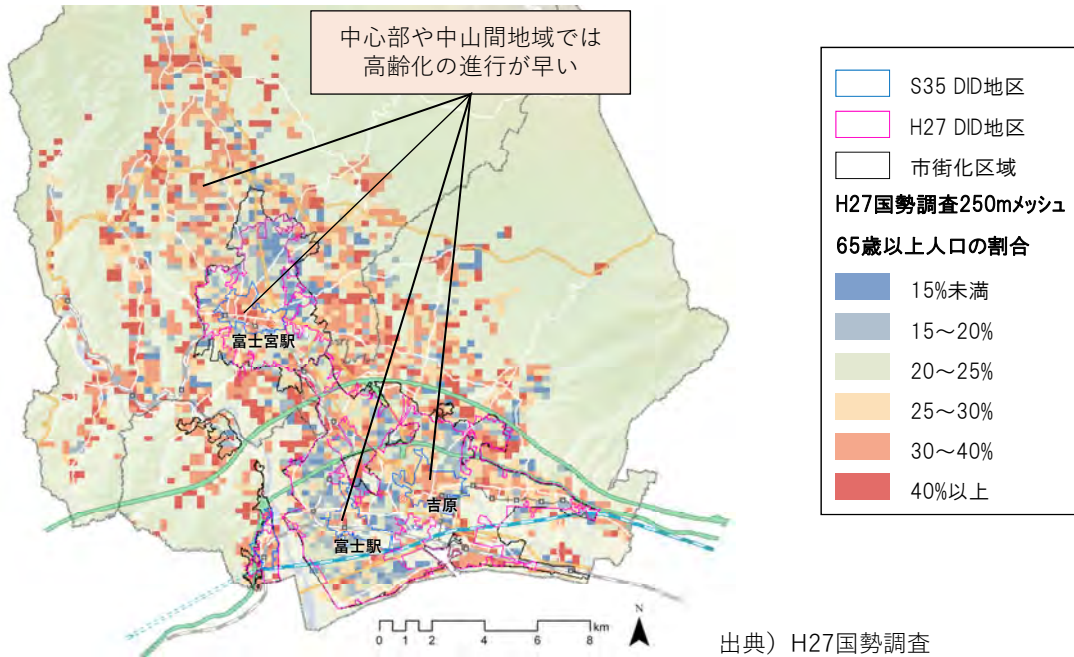 中心部や中山間地域では
高齢化の進行が早い
富士宮駅
吉原
富士駅
0 1 2 4 6 8
km
N
S35 DID地区
H27 DID地区
市街化区域
H27国勢調査250mメッシュ
65歳以上人口の割合
15%未満
15～20%
20～25%
25～30%
30～40%
40%以上
出典）H27国勢調査